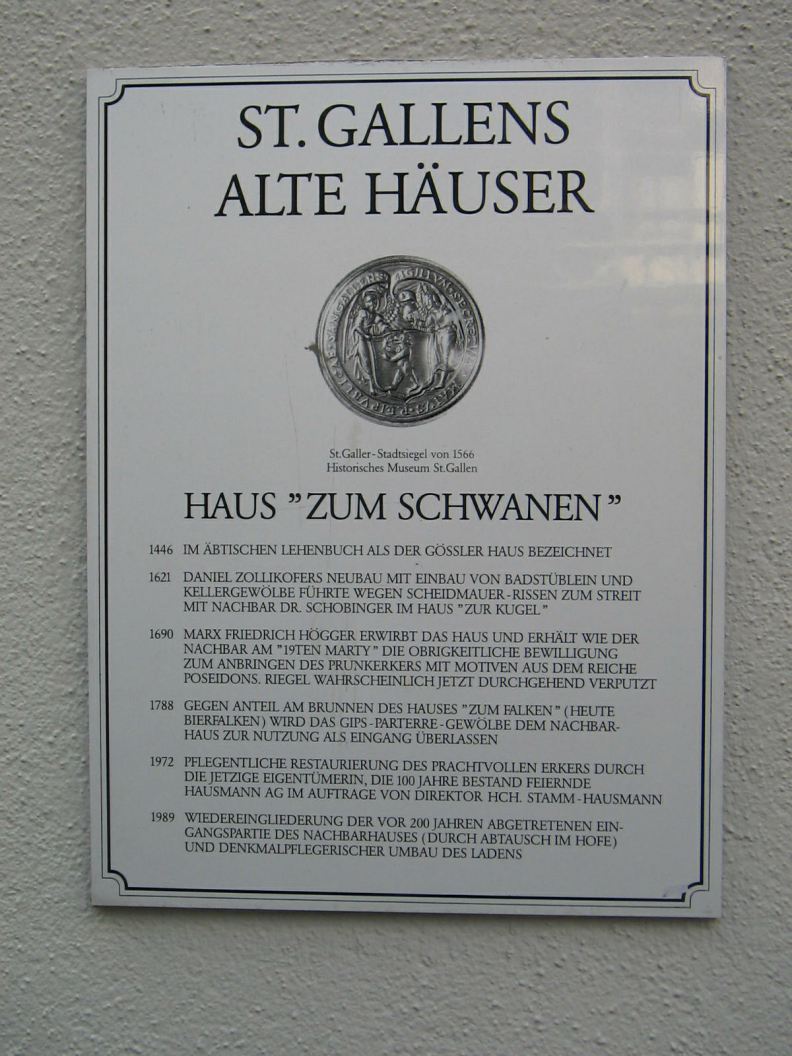 ST. GALLENS
ALTE HÄUSER
St.Galler-Stadtsiegel von 1566
Historisches Museum St.Gallen
HAUS "ZUM SCHWANEN"
1446 IM ÄBTISCHEN LEHENBUCH ALS DER GÖSSLER HAUS BEZEICHNET
1621 DANIEL ZOLLIKOFERS NEUBAU MIT EINBAU VON BADSTÜBLEIN UND
KELLERGEWÖLBE FÜHRTE WEGEN SCHEIDMAUER-RISSEN ZUM STREIT
MIT NACHBAR DR. SCHOBINGER IM HAUS "ZUR KUGEL"
1690 MARX FRIEDRICH HÖGGER ERWIRBT DAS HAUS UND ERHÄLT WIE DER
NACHBAR AM "19TEN MARTY" DIE OBRIGKEITLICHE BEWILLIGUNG
ZUM ANBRINGEN DES PRUNKERKERS MIT MOTIVEN AUS DEM REICHE
POSEIDONS. RIEGEL WAHRSCHEINLICH JETZT DURCHGEHEND VERPUTZT
1788 GEGEN ANTEIL AM BRUNNEN DES HAUSES "ZUM FALKEN" (HEUTE
BIERFALKEN) WIRD DAS GIPS-PARTERRE-GEWÖLBE DEM NACHBAR-
HAUS ZUR NUTZUNG ALS EINGANG ÜBERLASSEN
1972 PFLEGENTLICHE RESTAURIERUNG DES PRACHTVOLLEN ERKERS DURCH
DIE JETZIGE EIGENTÜMERIN, DIE 100 JAHRE BESTAND FEIERNDE
HAUSMANN AG IM AUFTRAGE VON DIREKTOR HCH. STAMM-HAUSMANN
1989 WIEDEREINGLIEDERUNG DER VOR 200 JAHREN ABGETRETENEN EIN-
GANGSPARTIE DES NACHBARHAUSES (DURCH ABTAUSCH IM HOFE)
UND DENKMALPFLEGERISCHER UMBAU DES LADENS